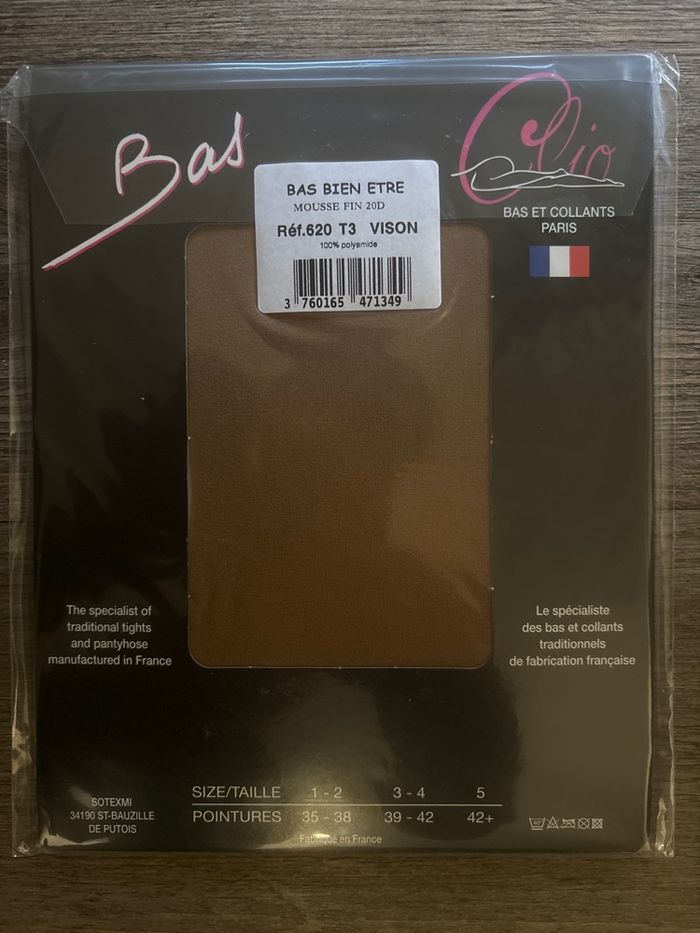 Bas
Clio
BAS ET COLLANTS
PARIS
BAS BIEN ETRE
MOUSSE FIN 20D
Réf.620 T3 VISON
100% polyamide
3 760165 471349
The specialist of
traditional tights
and pantyhose
manufactured in France
Le spécialiste
des bas et collants
traditionnels
de fabrication française
SOTEXMI
34190 ST-BAUZILLE
DE PUTOIS
SIZE/TAILLE 1 - 2 3 - 4 5
POINTURES 35 - 38 39 - 42 42+
Fabriqué en France